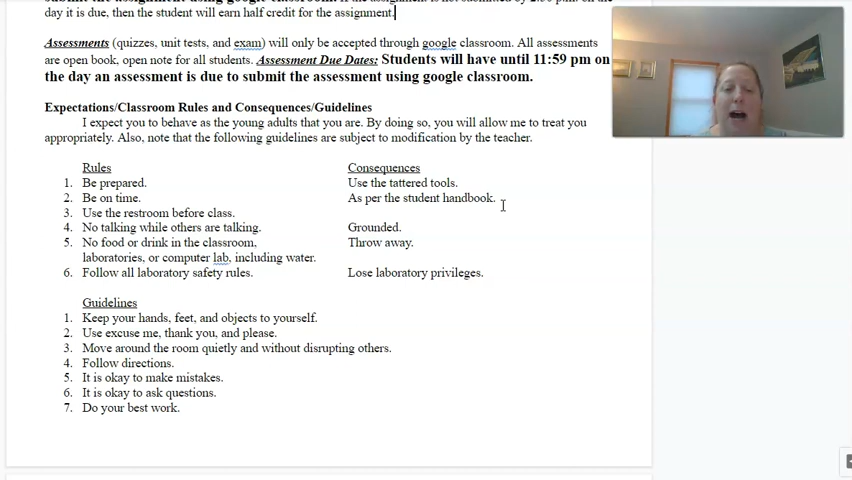 day it is due, then the student will earn half credit for the assignment.
Assessments (quizzes, unit tests, and exam) will only be accepted through google classroom. All assessments
are open book, open note for all students. Assessment Due Dates: Students will have until 11:59 pm on
the day an assessment is due to submit the assessment using google classroom.
Expectations/Classroom Rules and Consequences/Guidelines
I expect you to behave as the young adults that you are. By doing so, you will allow me to treat you
appropriately. Also, note that the following guidelines are subject to modification by the teacher.
Rules Consequences
1. Be prepared. Use the tattered tools.
2. Be on time. As per the student handbook.
3. Use the restroom before class.
4. No talking while others are talking. Grounded.
5. No food or drink in the classroom, Throw away.
laboratories, or computer lab, including water.
6. Follow all laboratory safety rules. Lose laboratory privileges.
Guidelines
1. Keep your hands, feet, and objects to yourself.
2. Use excuse me, thank you, and please.
3. Move around the room quietly and without disrupting others.
4. Follow directions.
5. It is okay to make mistakes.
6. It is okay to ask questions.
7. Do your best work.